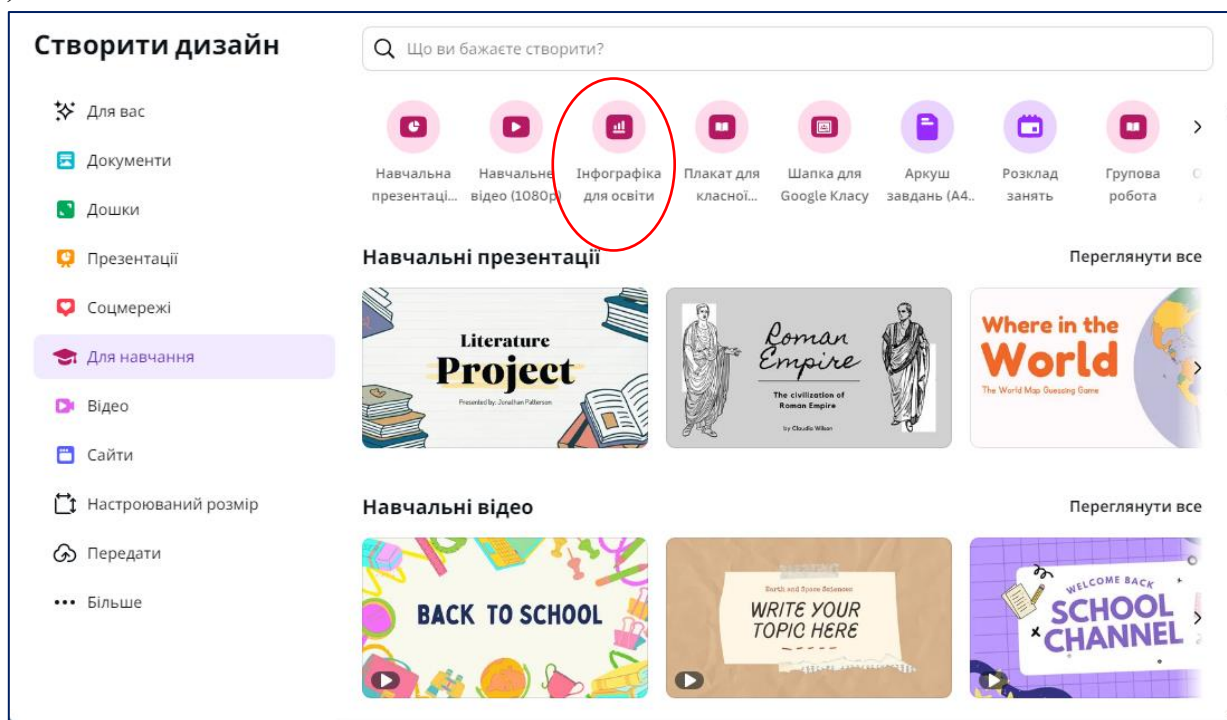 Створити дизайн
Що ви бажаєте створити?
Для вас
Документи
Дошки
Презентації
Соцмережі
Для навчання
Відео
Сайти
Настроюваний розмір
Передати
Більше
Навчальна
презентаці...
Навчальне
відео (1080p)
Інфографіка
для освіти
Плакат для
класної...
Шапка для
Google Класу
Аркуш
завдань (A4..
Розклад
занять
Групова
робота
Навчальні презентації
Переглянути все
Literature
Project
Presented by: Jonathan Patterson
Roman
Empire
The civilization of
Roman Empire
by Claudia Wilson
Where in the
World
The World Map Guessing Game
Навчальні відео
Переглянути все
BACK TO SCHOOL
Earth and Space Sciences
WRITE YOUR
TOPIC HERE
WELCOME BACK
SCHOOL
CHANNEL